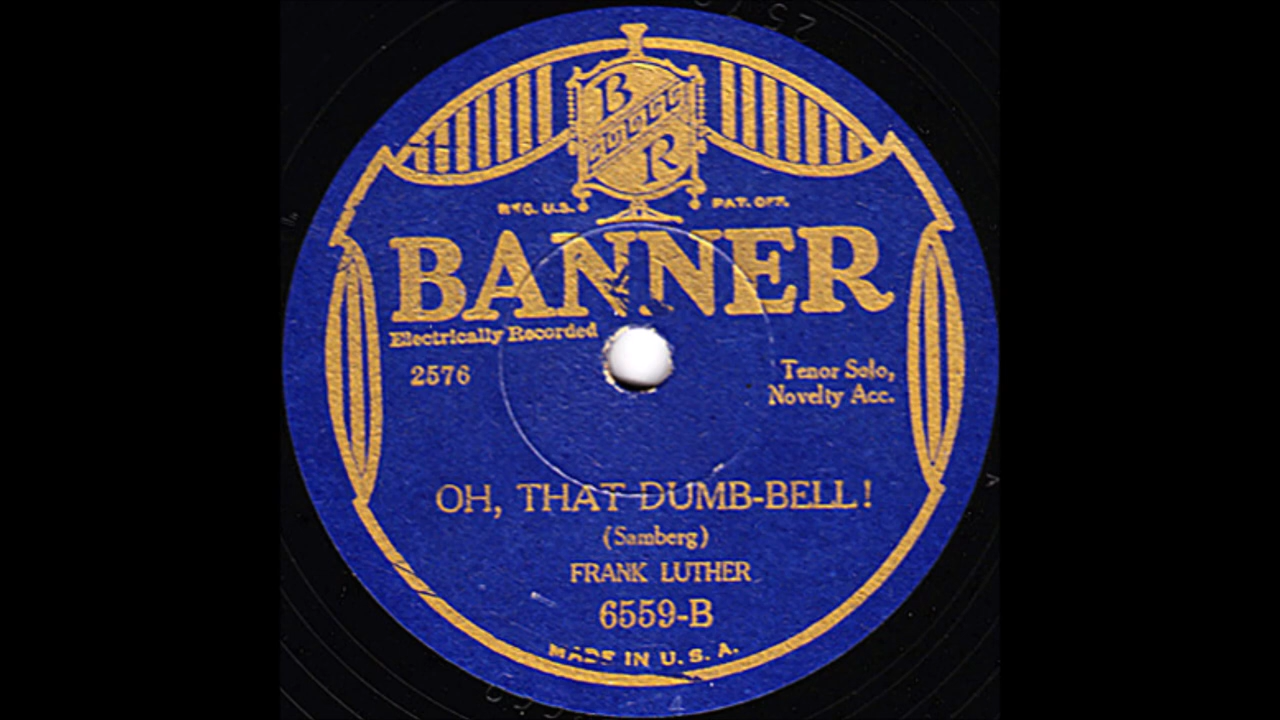 B
R
REG. U.S. PAT. OFF.
BANNER
Electrically Recorded
2576
Tenor Solo,
Novelty Acc.
OH, THAT DUMB-BELL!
(Samberg)
FRANK LUTHER
6559-B
MADE IN U. S. A.